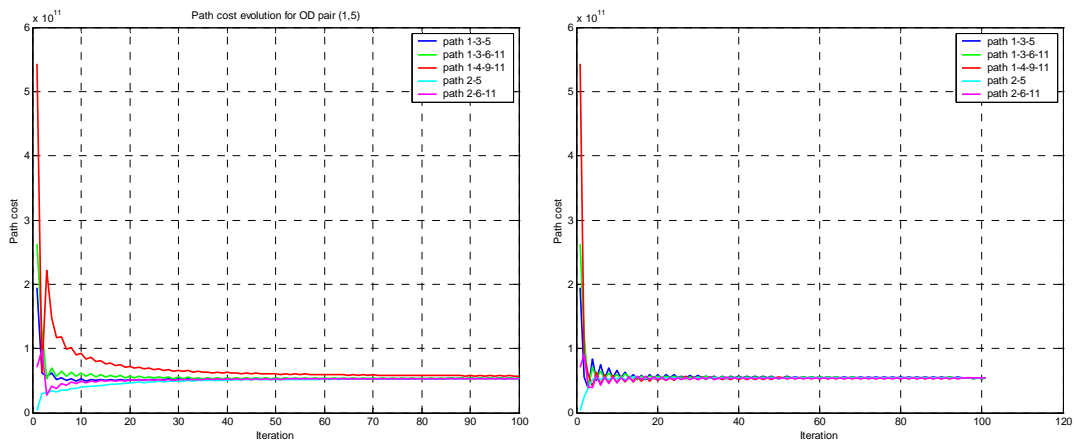 Path cost evolution for OD pair (1,5)
x 10^11
6
5
4
3
2
1
0
Path cost
0 10 20 30 40 50 60 70 80 90 100
Iteration
path 1-3-5
path 1-3-6-11
path 1-4-9-11
path 2-5
path 2-6-11
x 10^11
6
5
4
3
2
1
0
Path cost
0 20 40 60 80 100 120
Iteration
path 1-3-5
path 1-3-6-11
path 1-4-9-11
path 2-5
path 2-6-11